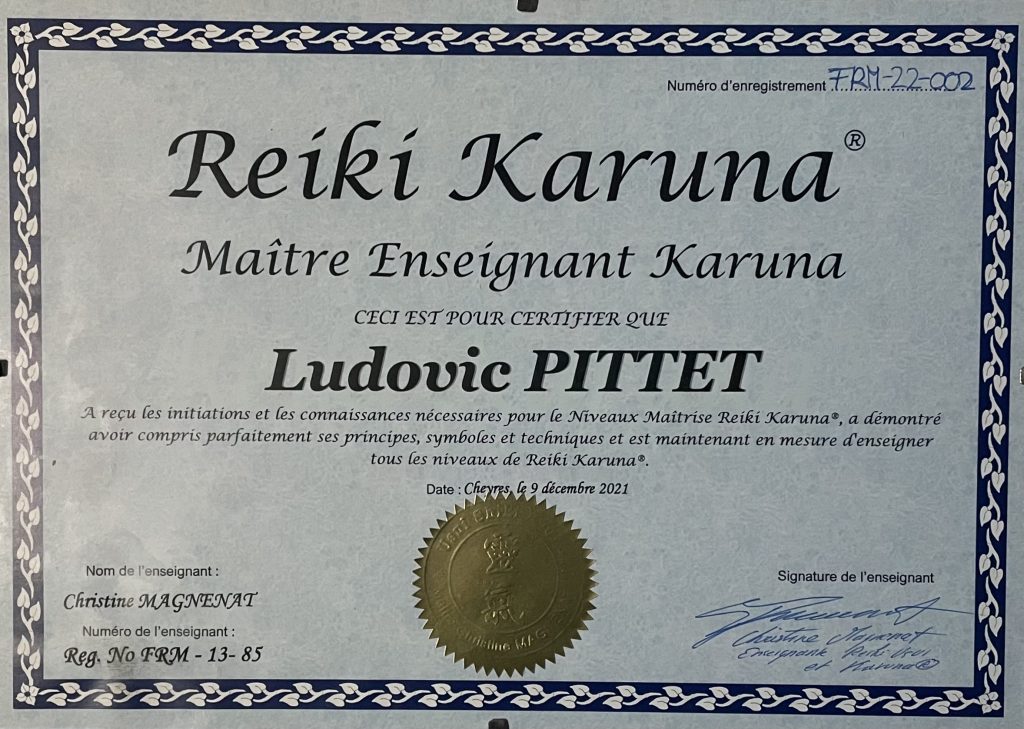 Numéro d'enregistrement FRM-22-002
Reiki Karuna®
Maître Enseignant Karuna
CECI EST POUR CERTIFIER QUE
Ludovic PITTET
A reçu les initiations et les connaissances nécessaires pour le Niveaux Maîtrise Reiki Karuna®, a démontré
avoir compris parfaitement ses principes, symboles et techniques et est maintenant en mesure d'enseigner
tous les niveaux de Reiki Karuna®.
Date : Cheyres, le 9 décembre 2021
Nom de l'enseignant :
Christine MAGNENAT
Numéro de l'enseignant :
Reg. No FRM - 13- 85
MAG
Signature de l'enseignant
Christine Magnenat
Enseignante Reiki Usui
et Karuna®